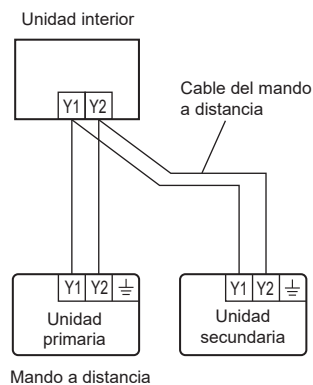 Unidad interior
Y1 Y2
Cable del mando
a distancia
Y1 Y2
Unidad
primaria
Y1 Y2
Unidad
secundaria
Mando a distancia